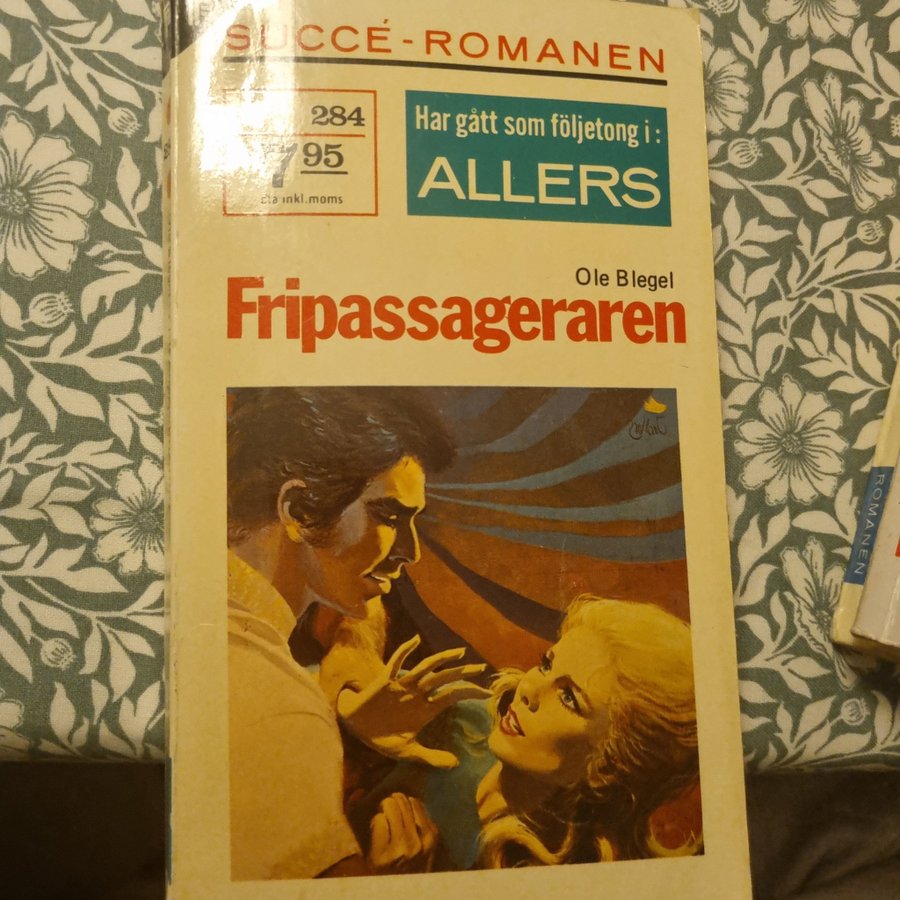 SUCCÉ-ROMANEN
284
Har gått som följetong i:
7 95
ALLERS
inkl.moms
Ole Blegel
Fripassageraren
ROMANEN